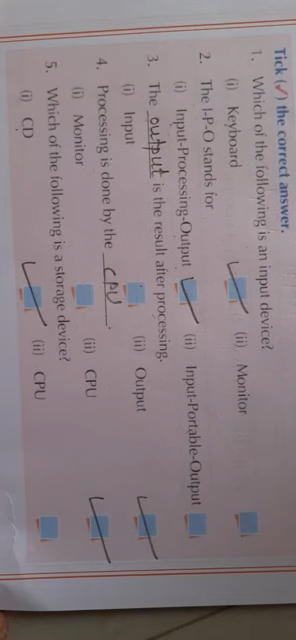 Tick (✓) the correct answer.
1. Which of the following is an input device?
(i) Keyboard ✓ (ii) Monitor
2. The I-P-O stands for
(i) Input-Processing-Output ✓ (ii) Input-Portable-Output
3. The output is the result after processing.
(i) Input (ii) Output ✓
4. Processing is done by the CPU.
(i) Monitor (ii) CPU ✓
5. Which of the following is a storage device?
(i) CD ✓ (ii) CPU